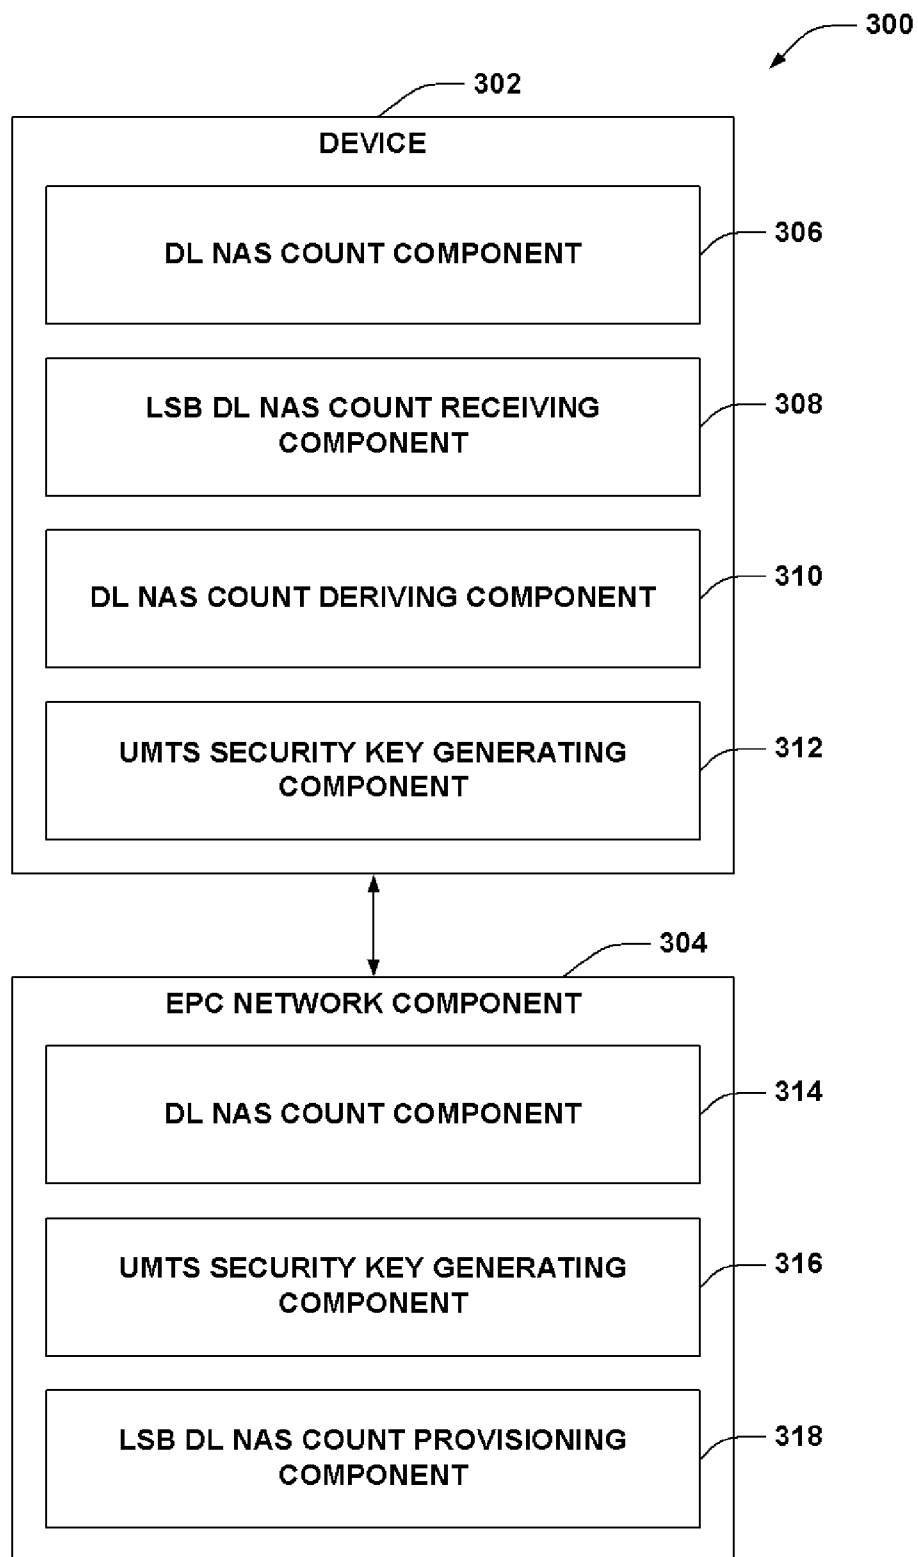 300
302
DEVICE
DL NAS COUNT COMPONENT
306
LSB DL NAS COUNT RECEIVING
COMPONENT
308
DL NAS COUNT DERIVING COMPONENT
310
UMTS SECURITY KEY GENERATING
COMPONENT
312
304
EPC NETWORK COMPONENT
DL NAS COUNT COMPONENT
314
UMTS SECURITY KEY GENERATING
COMPONENT
316
LSB DL NAS COUNT PROVISIONING
COMPONENT
318